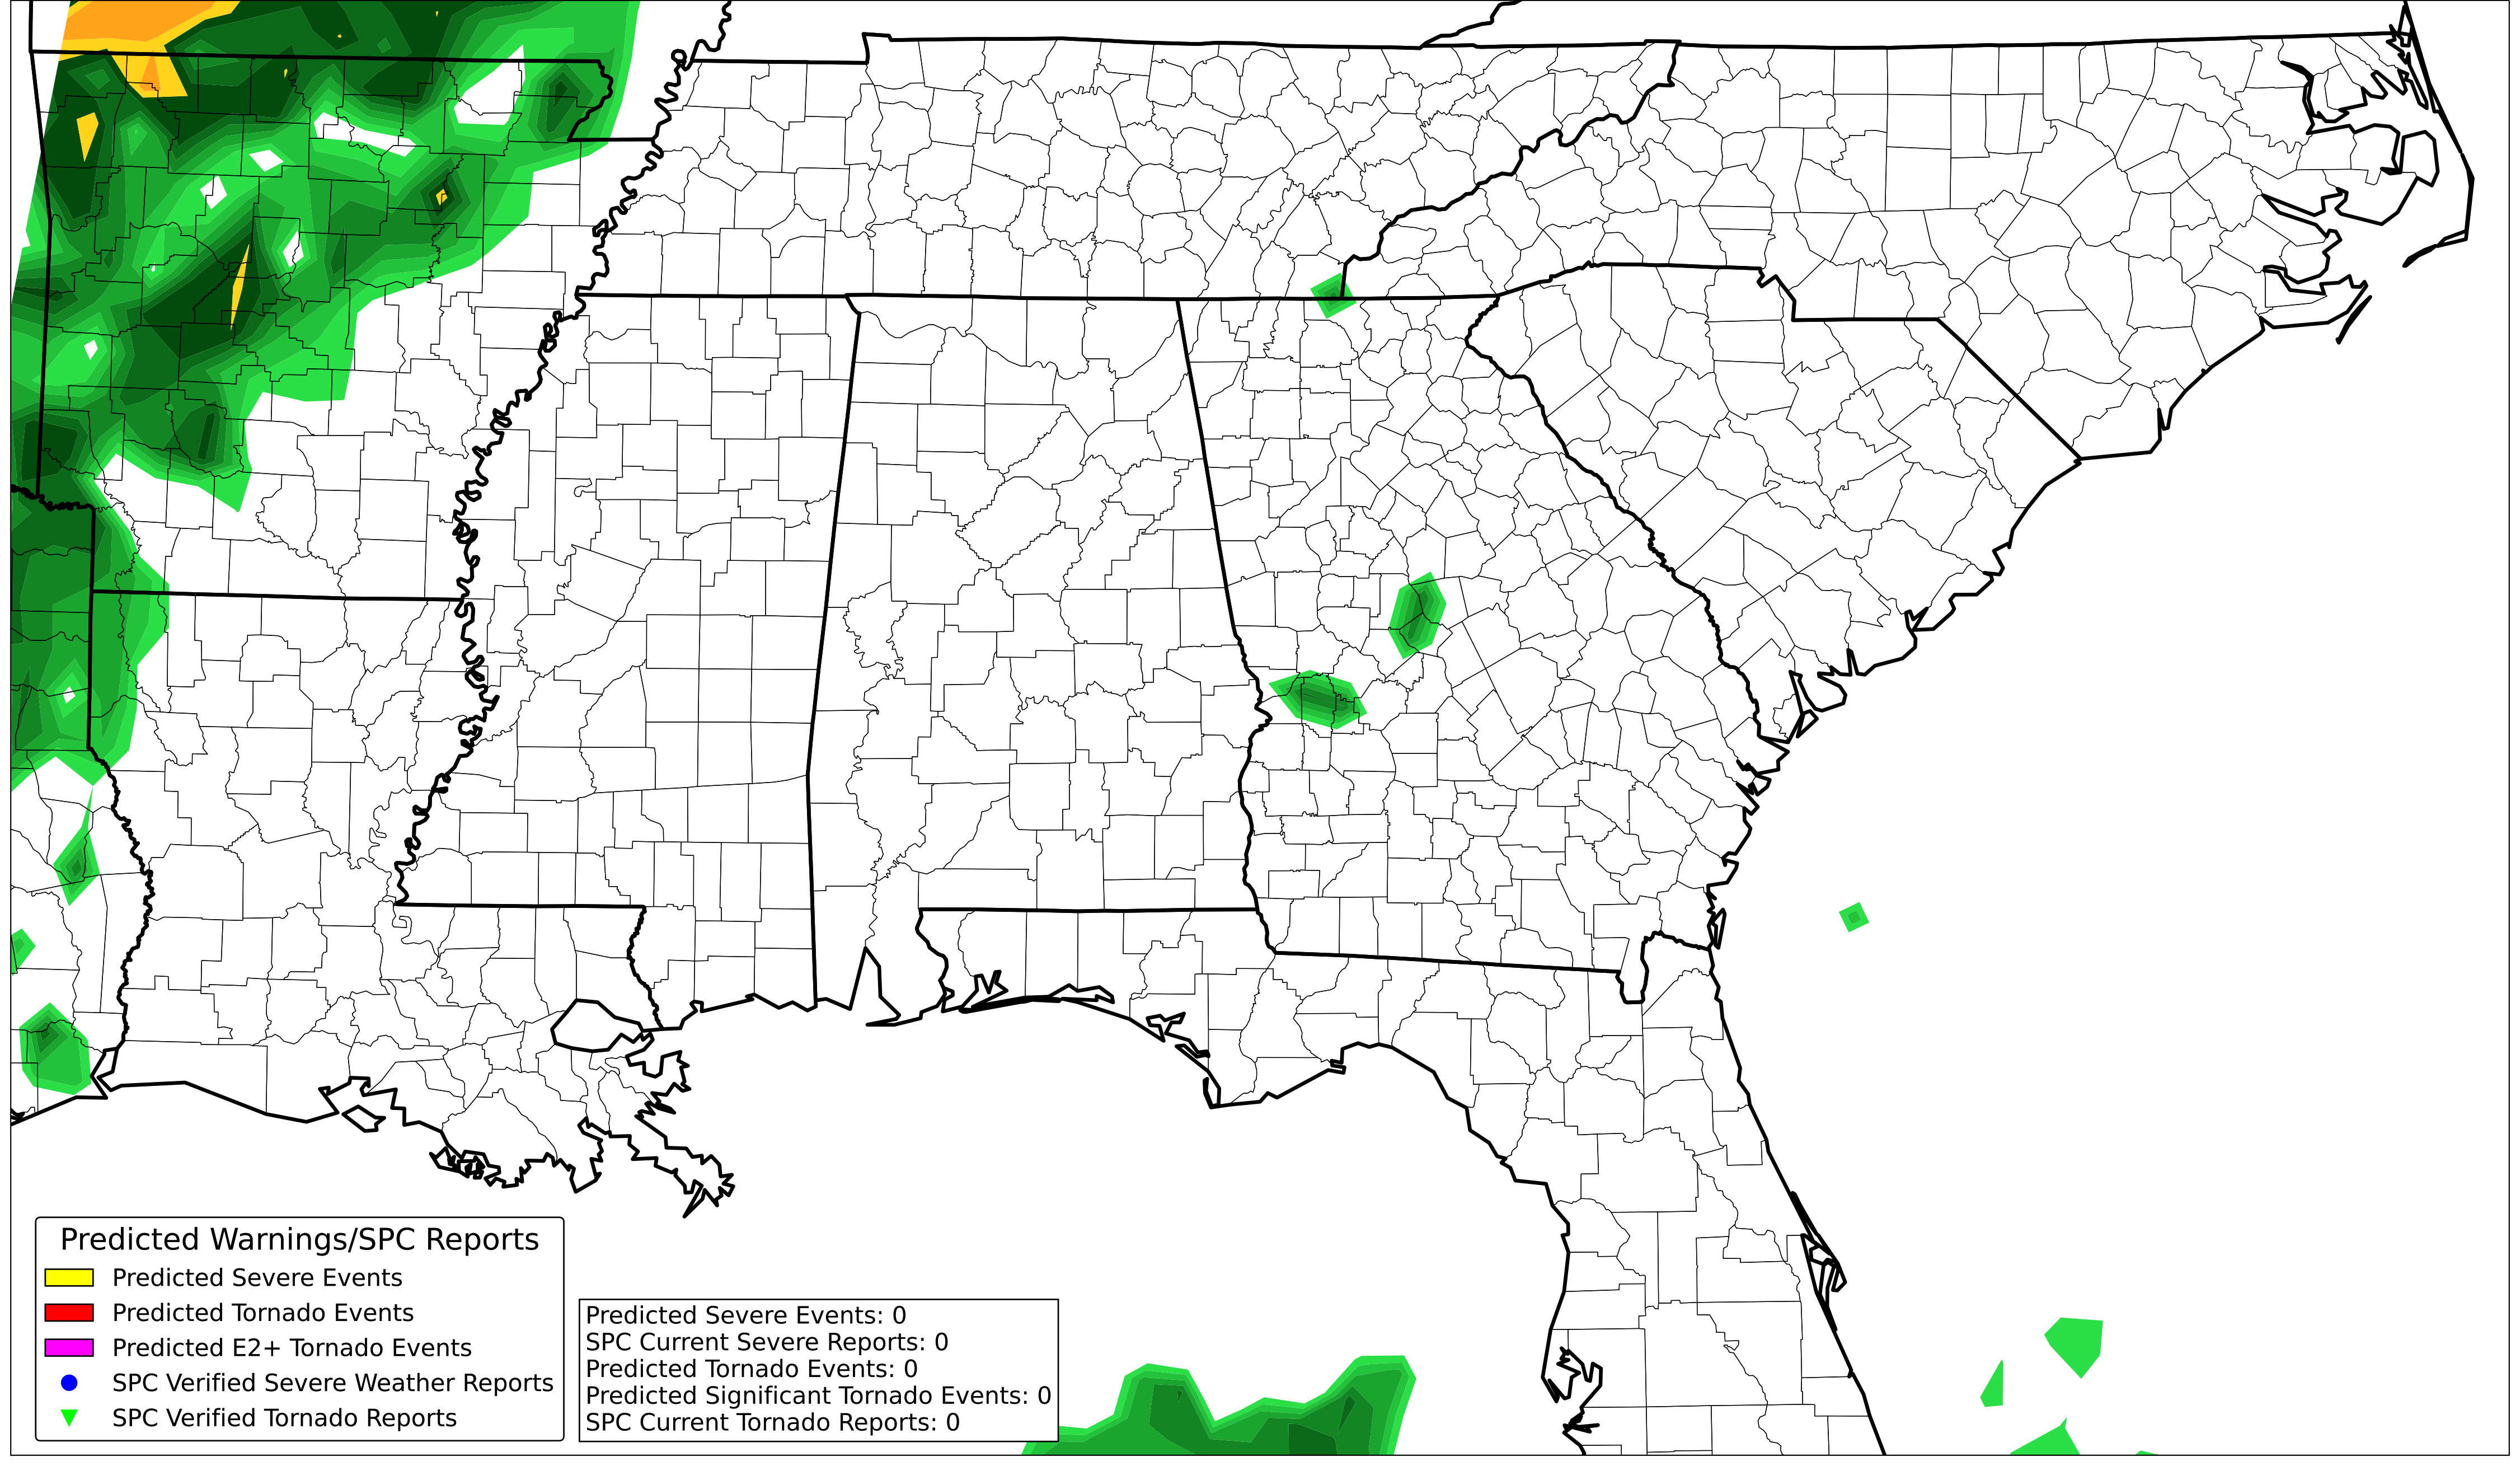 Predicted Warnings/SPC Reports
Predicted Severe Events
Predicted Tornado Events
Predicted E2+ Tornado Events
SPC Verified Severe Weather Reports
SPC Verified Tornado Reports
Predicted Severe Events: 0
SPC Current Severe Reports: 0
Predicted Tornado Events: 0
Predicted Significant Tornado Events: 0
SPC Current Tornado Reports: 0